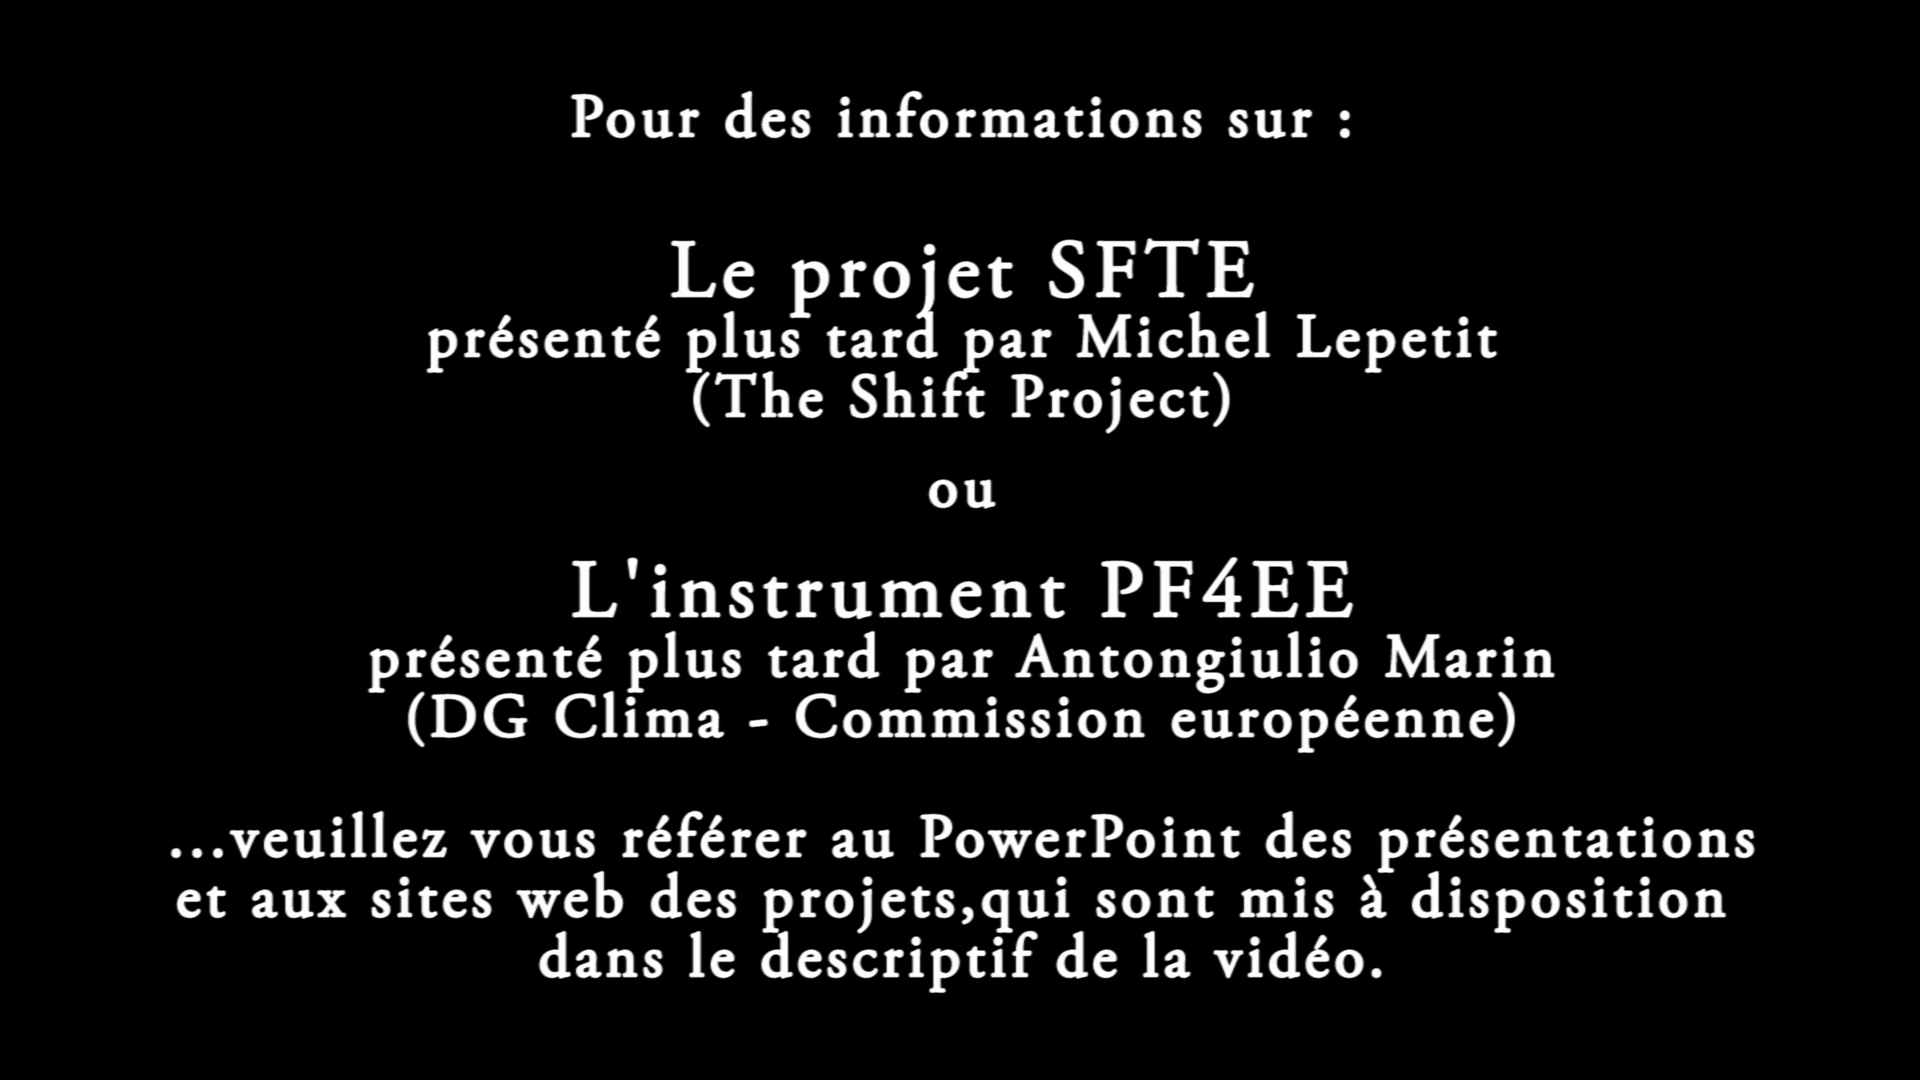 Pour des informations sur :
Le projet SFTE
présenté plus tard par Michel Lepetit
(The Shift Project)
ou
L'instrument PF4EE
présenté plus tard par Antongiulio Marin
(DG Clima - Commission européenne)
...veuillez vous référer au PowerPoint des présentations
et aux sites web des projets,qui sont mis à disposition
dans le descriptif de la vidéo.